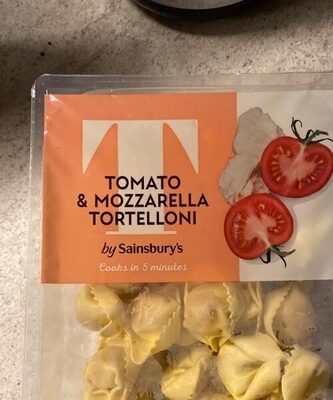 T
TOMATO
& MOZZARELLA
TORTELLONI
by Sainsbury's
Cooks in 5 minutes